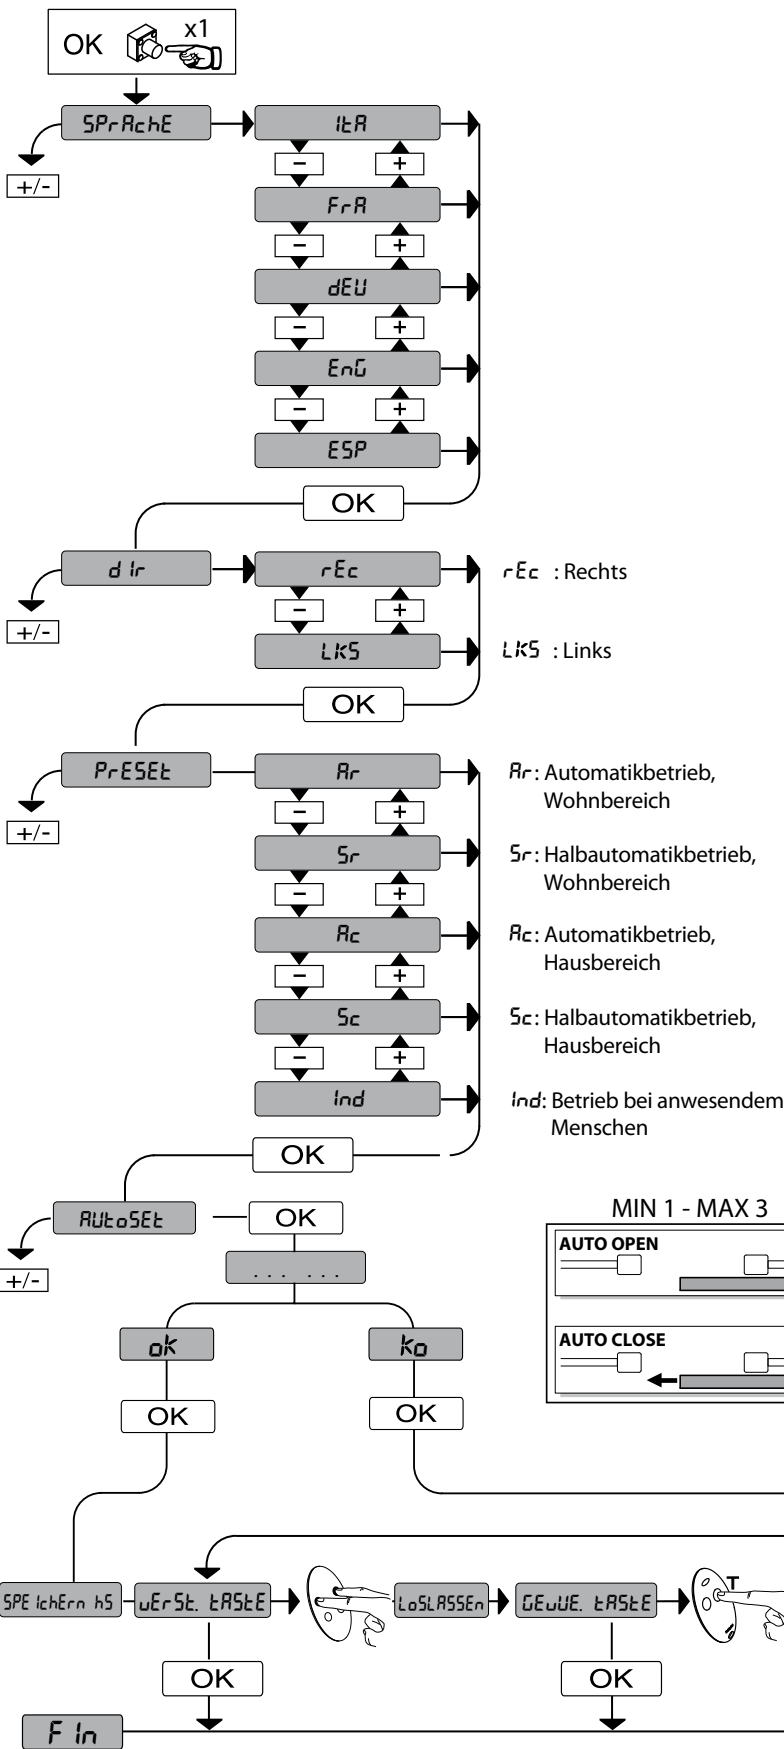 OK x1
SPrAchE
ItA
+/-
-
+
FrA
-
+
dEU
-
+
EnG
-
+
ESP
OK
dIr
rEc
rEc : Rechts
+/-
-
+
LKS
LKS : Links
OK
PrESEt
Ar
Ar: Automatikbetrieb,
Wohnbereich
+/-
-
+
Sr
Sr: Halbautomatikbetrieb,
Wohnbereich
-
+
Ac
Ac: Automatikbetrieb,
Hausbereich
-
+
Sc
Sc: Halbautomatikbetrieb,
Hausbereich
-
+
Ind
Ind: Betrieb bei anwesendem
Menschen
OK
AUtoSEt
OK
+/-
... ...
MIN 1 - MAX 3
AUTO OPEN
AUTO CLOSE
ok
Ko
OK
OK
SPEIchErn hS
vErSt. tAStE
LoSLASSEn
GEwUE. tAStE
T
OK
OK
FIn